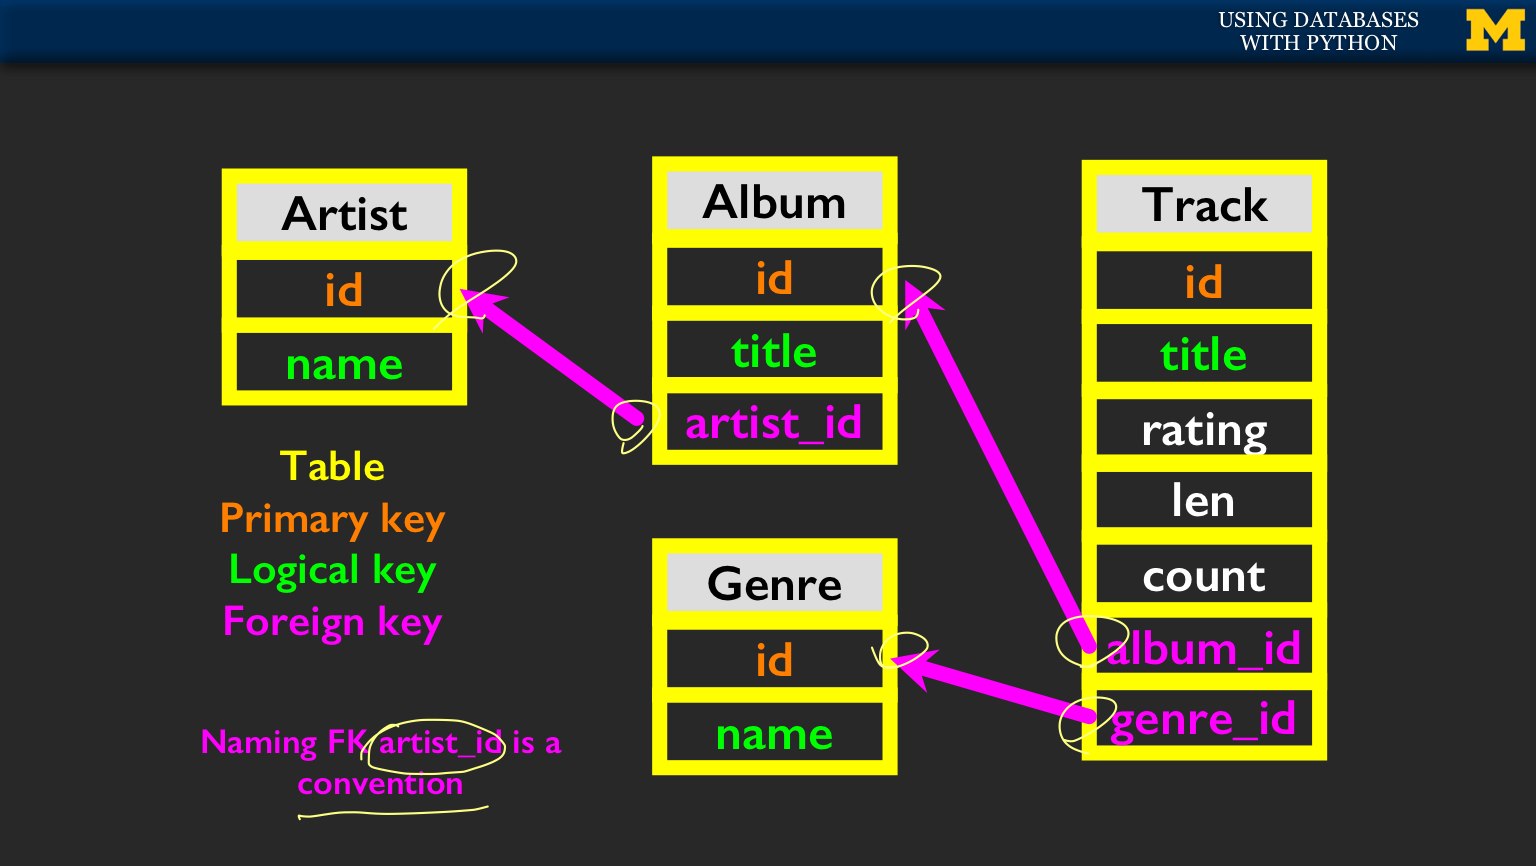 USING DATABASES
WITH PYTHON
M
Artist
id
name
Album
id
title
artist_id
Track
id
title
rating
len
count
album_id
genre_id
Genre
id
name
Table
Primary key
Logical key
Foreign key
Naming FK artist_id is a
convention